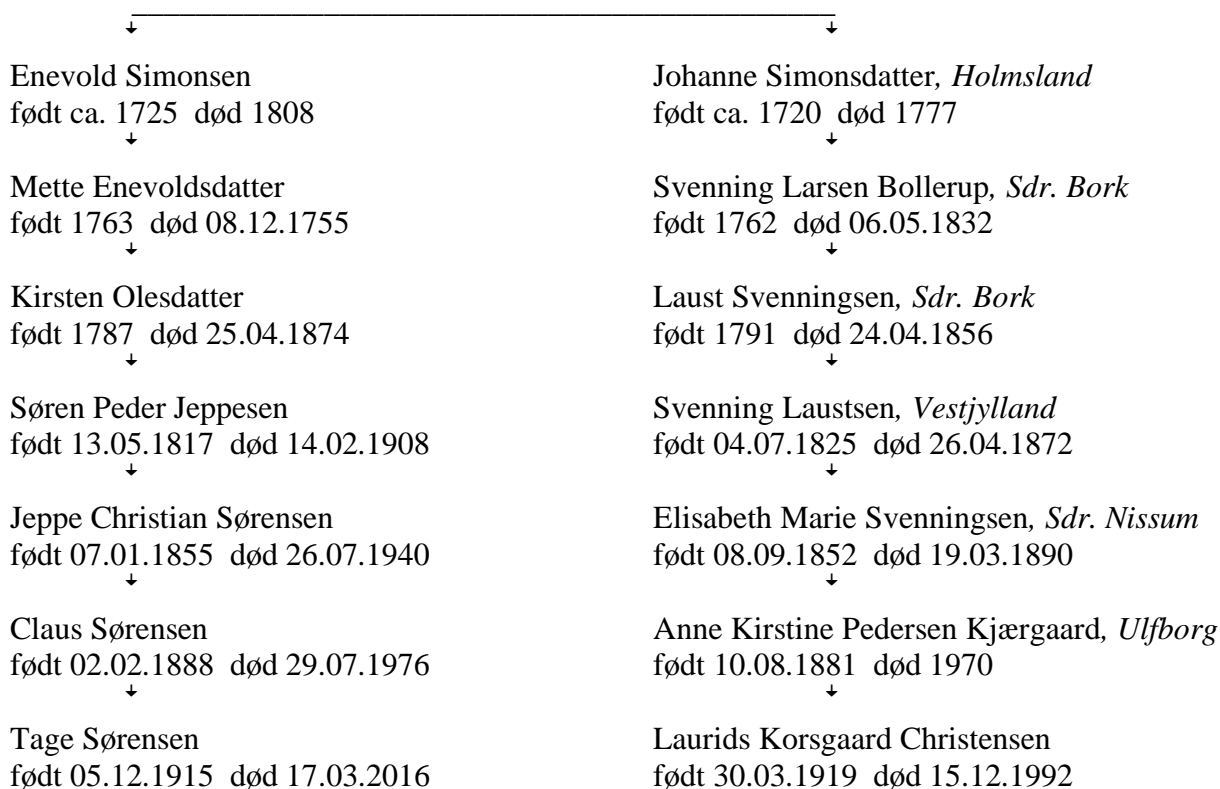 Enevold Simonsen
født ca. 1725 død 1808
Johanne Simonsdatter, Holmsland
født ca. 1720 død 1777
Mette Enevoldsdatter
født 1763 død 08.12.1755
Svenning Larsen Bollerup, Sdr. Bork
født 1762 død 06.05.1832
Kirsten Olesdatter
født 1787 død 25.04.1874
Laust Svenningsen, Sdr. Bork
født 1791 død 24.04.1856
Søren Peder Jeppesen
født 13.05.1817 død 14.02.1908
Svenning Laustsen, Vestjylland
født 04.07.1825 død 26.04.1872
Jeppe Christian Sørensen
født 07.01.1855 død 26.07.1940
Elisabeth Marie Svenningsen, Sdr. Nissum
født 08.09.1852 død 19.03.1890
Claus Sørensen
født 02.02.1888 død 29.07.1976
Anne Kirstine Pedersen Kjærgaard, Ulfborg
født 10.08.1881 død 1970
Tage Sørensen
født 05.12.1915 død 17.03.2016
Laurids Korsgaard Christensen
født 30.03.1919 død 15.12.1992